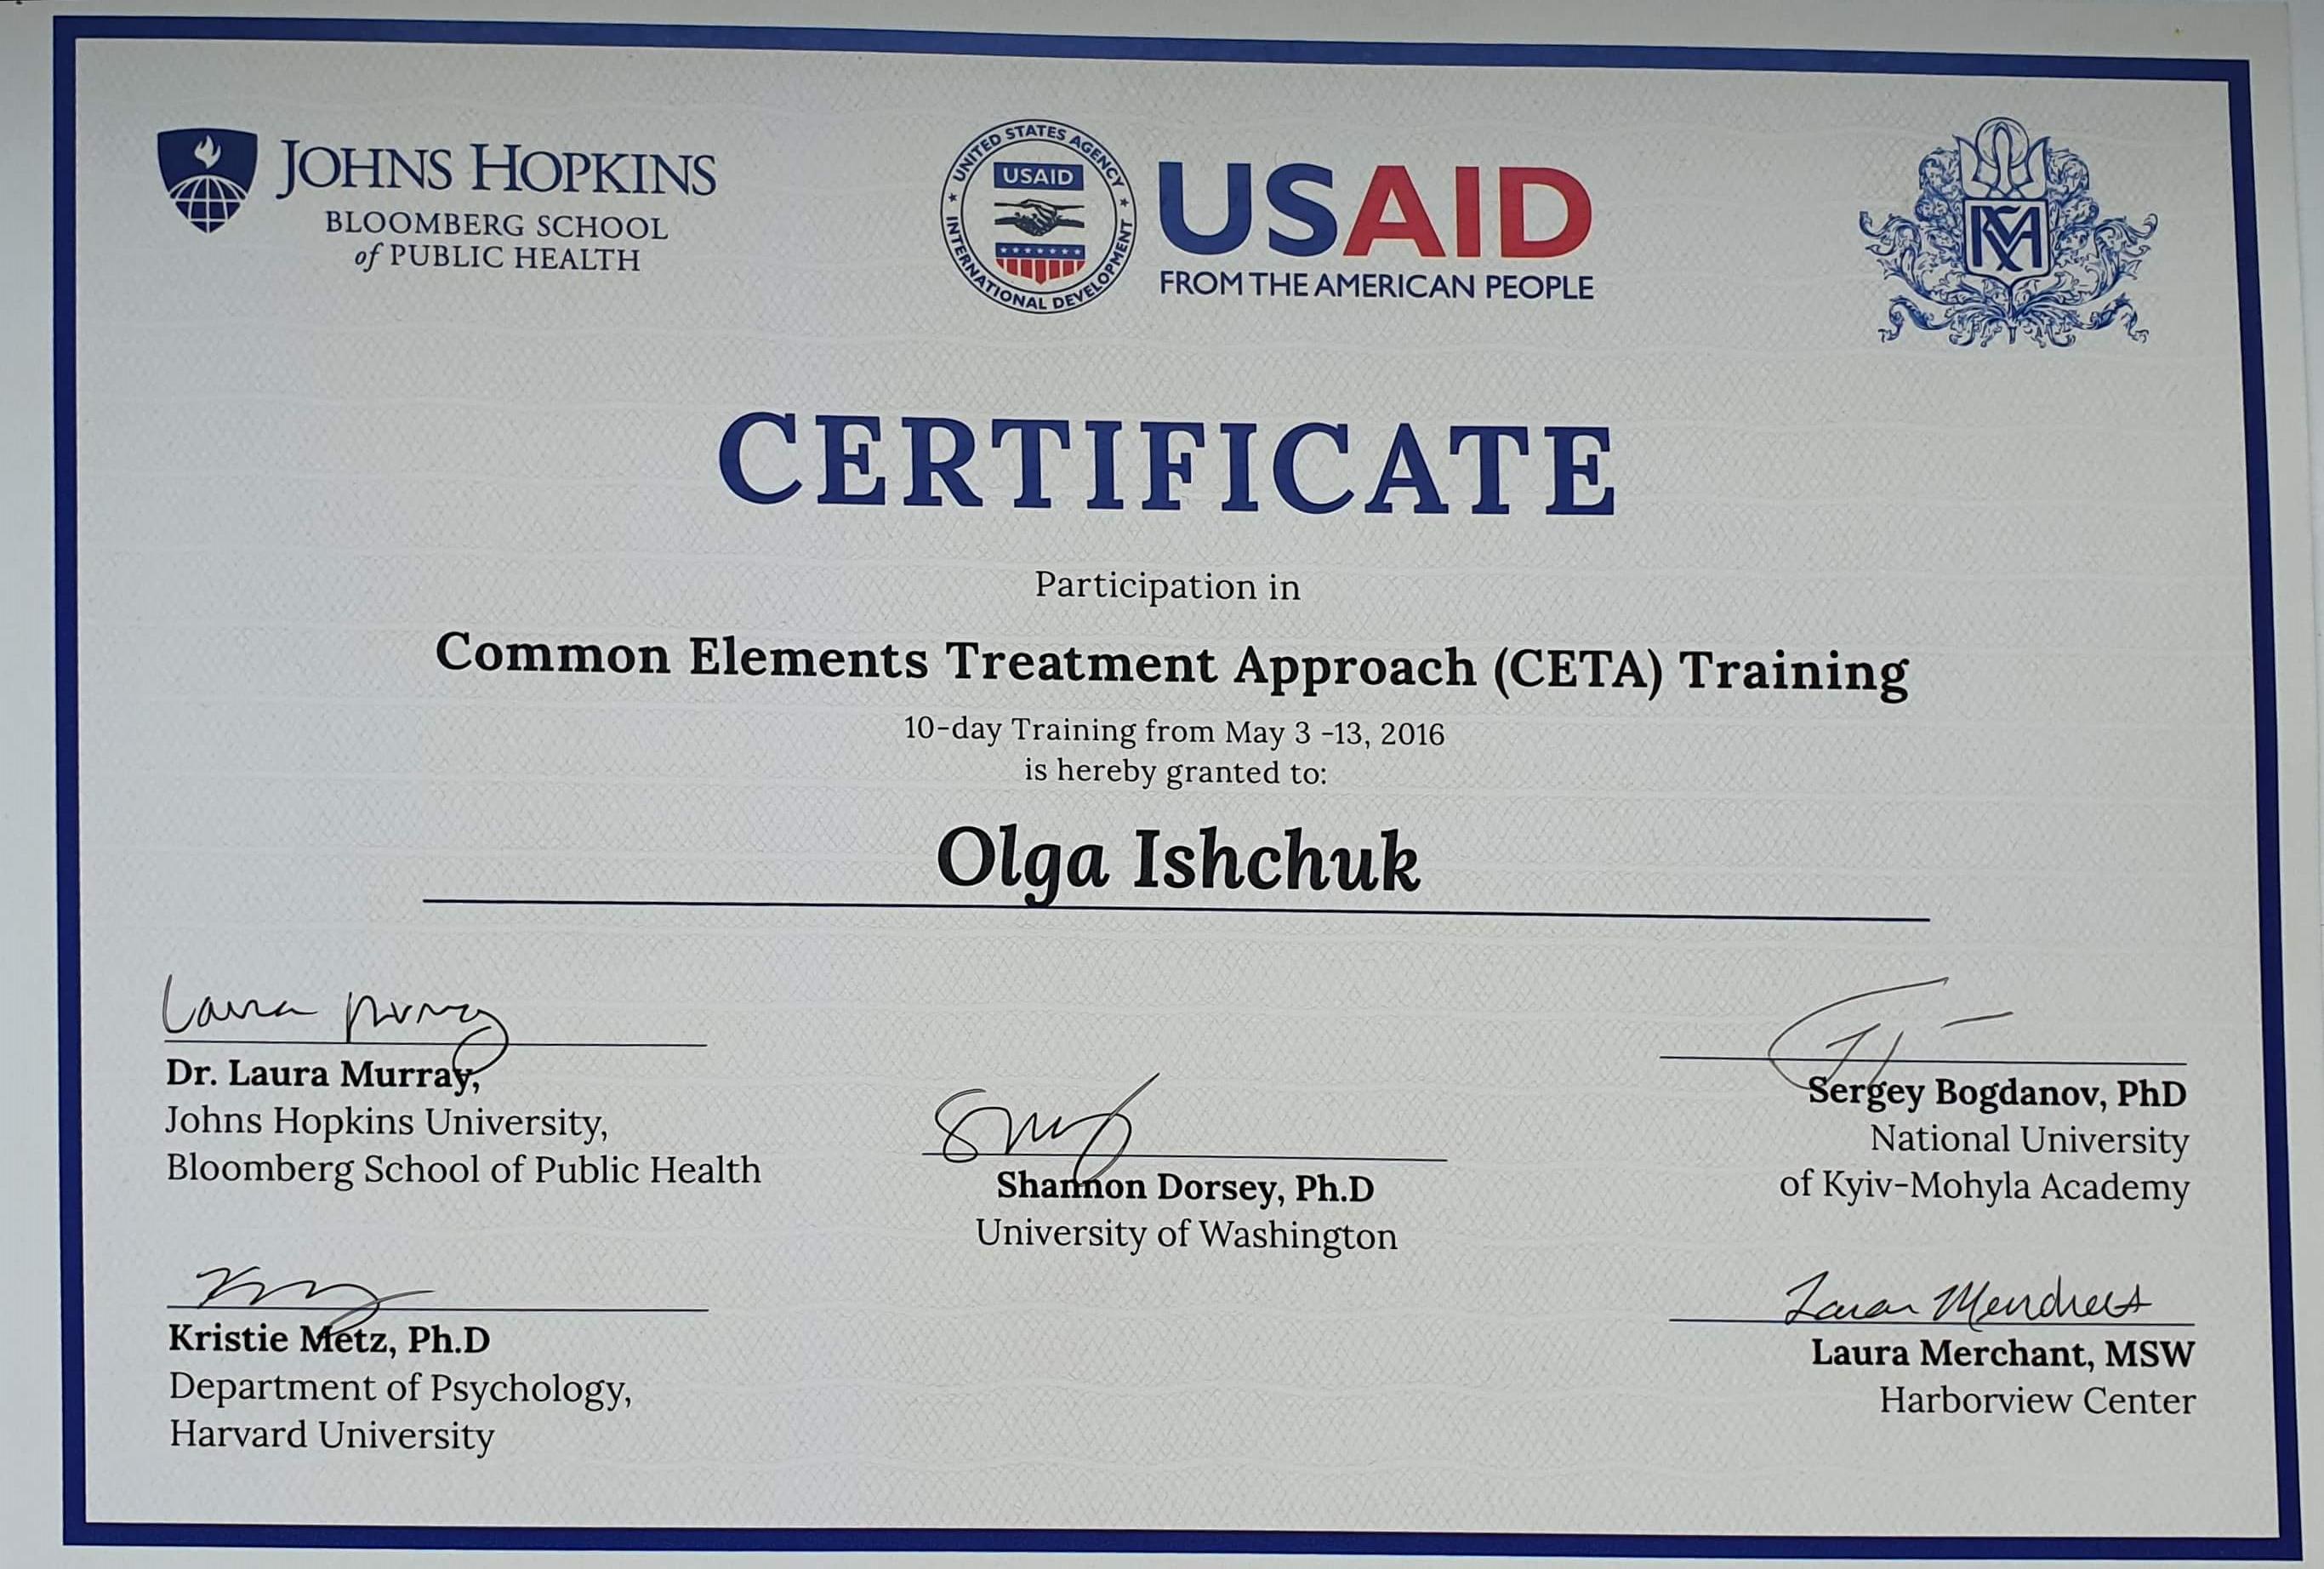 JOHNS HOPKINS
BLOOMBERG SCHOOL
of PUBLIC HEALTH
UNITED STATES AGENCY
INTERNATIONAL DEVELOPMENT
USAID
USAID
FROM THE AMERICAN PEOPLE
CERTIFICATE
Participation in
Common Elements Treatment Approach (CETA) Training
10-day Training from May 3 -13, 2016
is hereby granted to:
Olga Ishchuk
Laura Murray
Dr. Laura Murray,
Johns Hopkins University,
Bloomberg School of Public Health
Shannon Dorsey, Ph.D
University of Washington
Sergey Bogdanov, PhD
National University
of Kyiv-Mohyla Academy
Kristie Metz, Ph.D
Department of Psychology,
Harvard University
Laura Merchant
Laura Merchant, MSW
Harborview Center